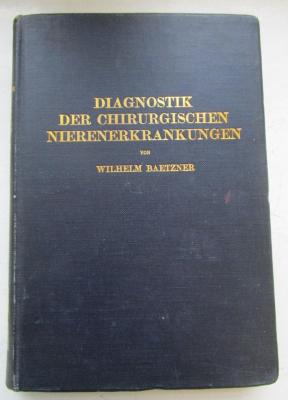 DIAGNOSTIK
DER CHIRURGISCHEN
NIERENERKRANKUNGEN
VON
WILHELM BAETZNER